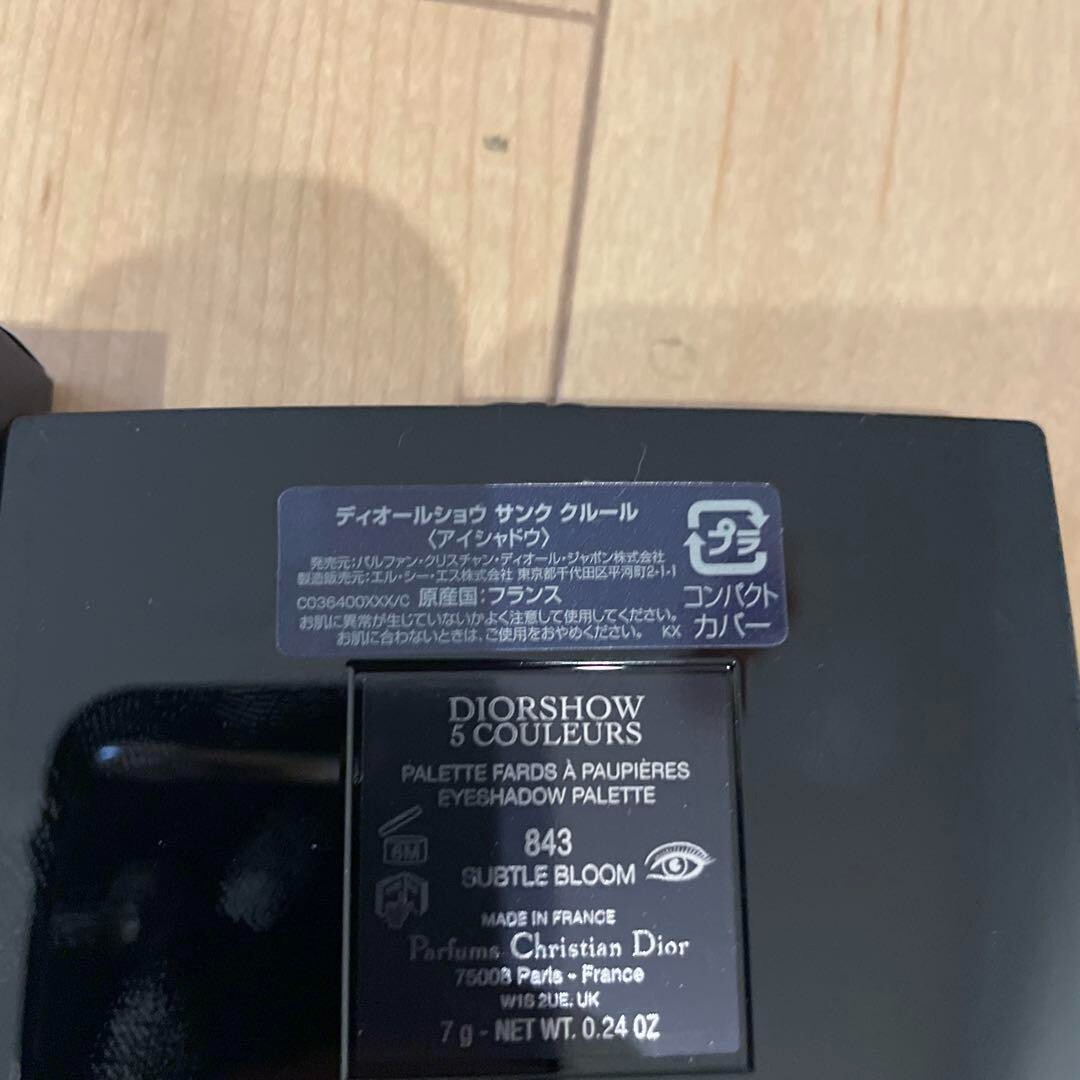 ディオールショウ サンク クルール
〈アイシャドウ〉
発売元:パルファン・クリスチャン・ディオール・ジャポン株式会社
製造販売元:エル・シー・エス株式会社 東京都千代田区平河町2-1-1
C036400XXX/C 原産国:フランス
お肌に異常が生じていないかよく注意して使用してください。
お肌に合わないときは、ご使用をおやめください。 KX
プラ
コンパクト
カバー
DIORSHOW
5 COULEURS
PALETTE FARDS À PAUPIÈRES
EYESHADOW PALETTE
6M
843
SUBTLE BLOOM
MADE IN FRANCE
Parfums Christian Dior
75008 Paris - France
W1S 2UE, UK
7 g - NET WT. 0.24 OZ